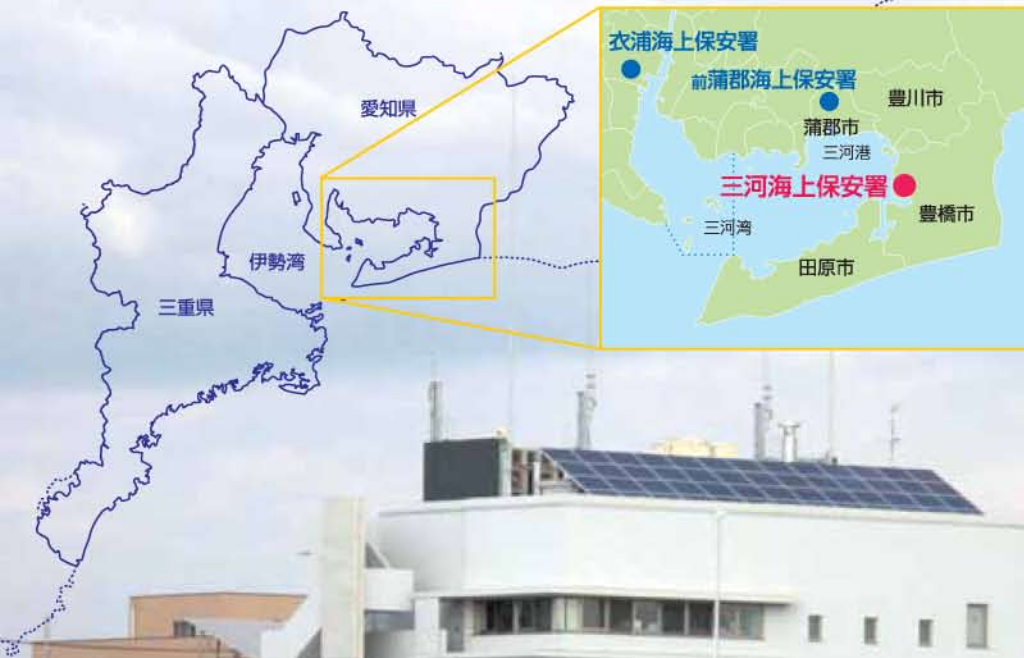 愛知県
伊勢湾
三重県
衣浦海上保安署
前蒲郡海上保安署
豊川市
蒲郡市
三河港
三河海上保安署
豊橋市
三河湾
田原市